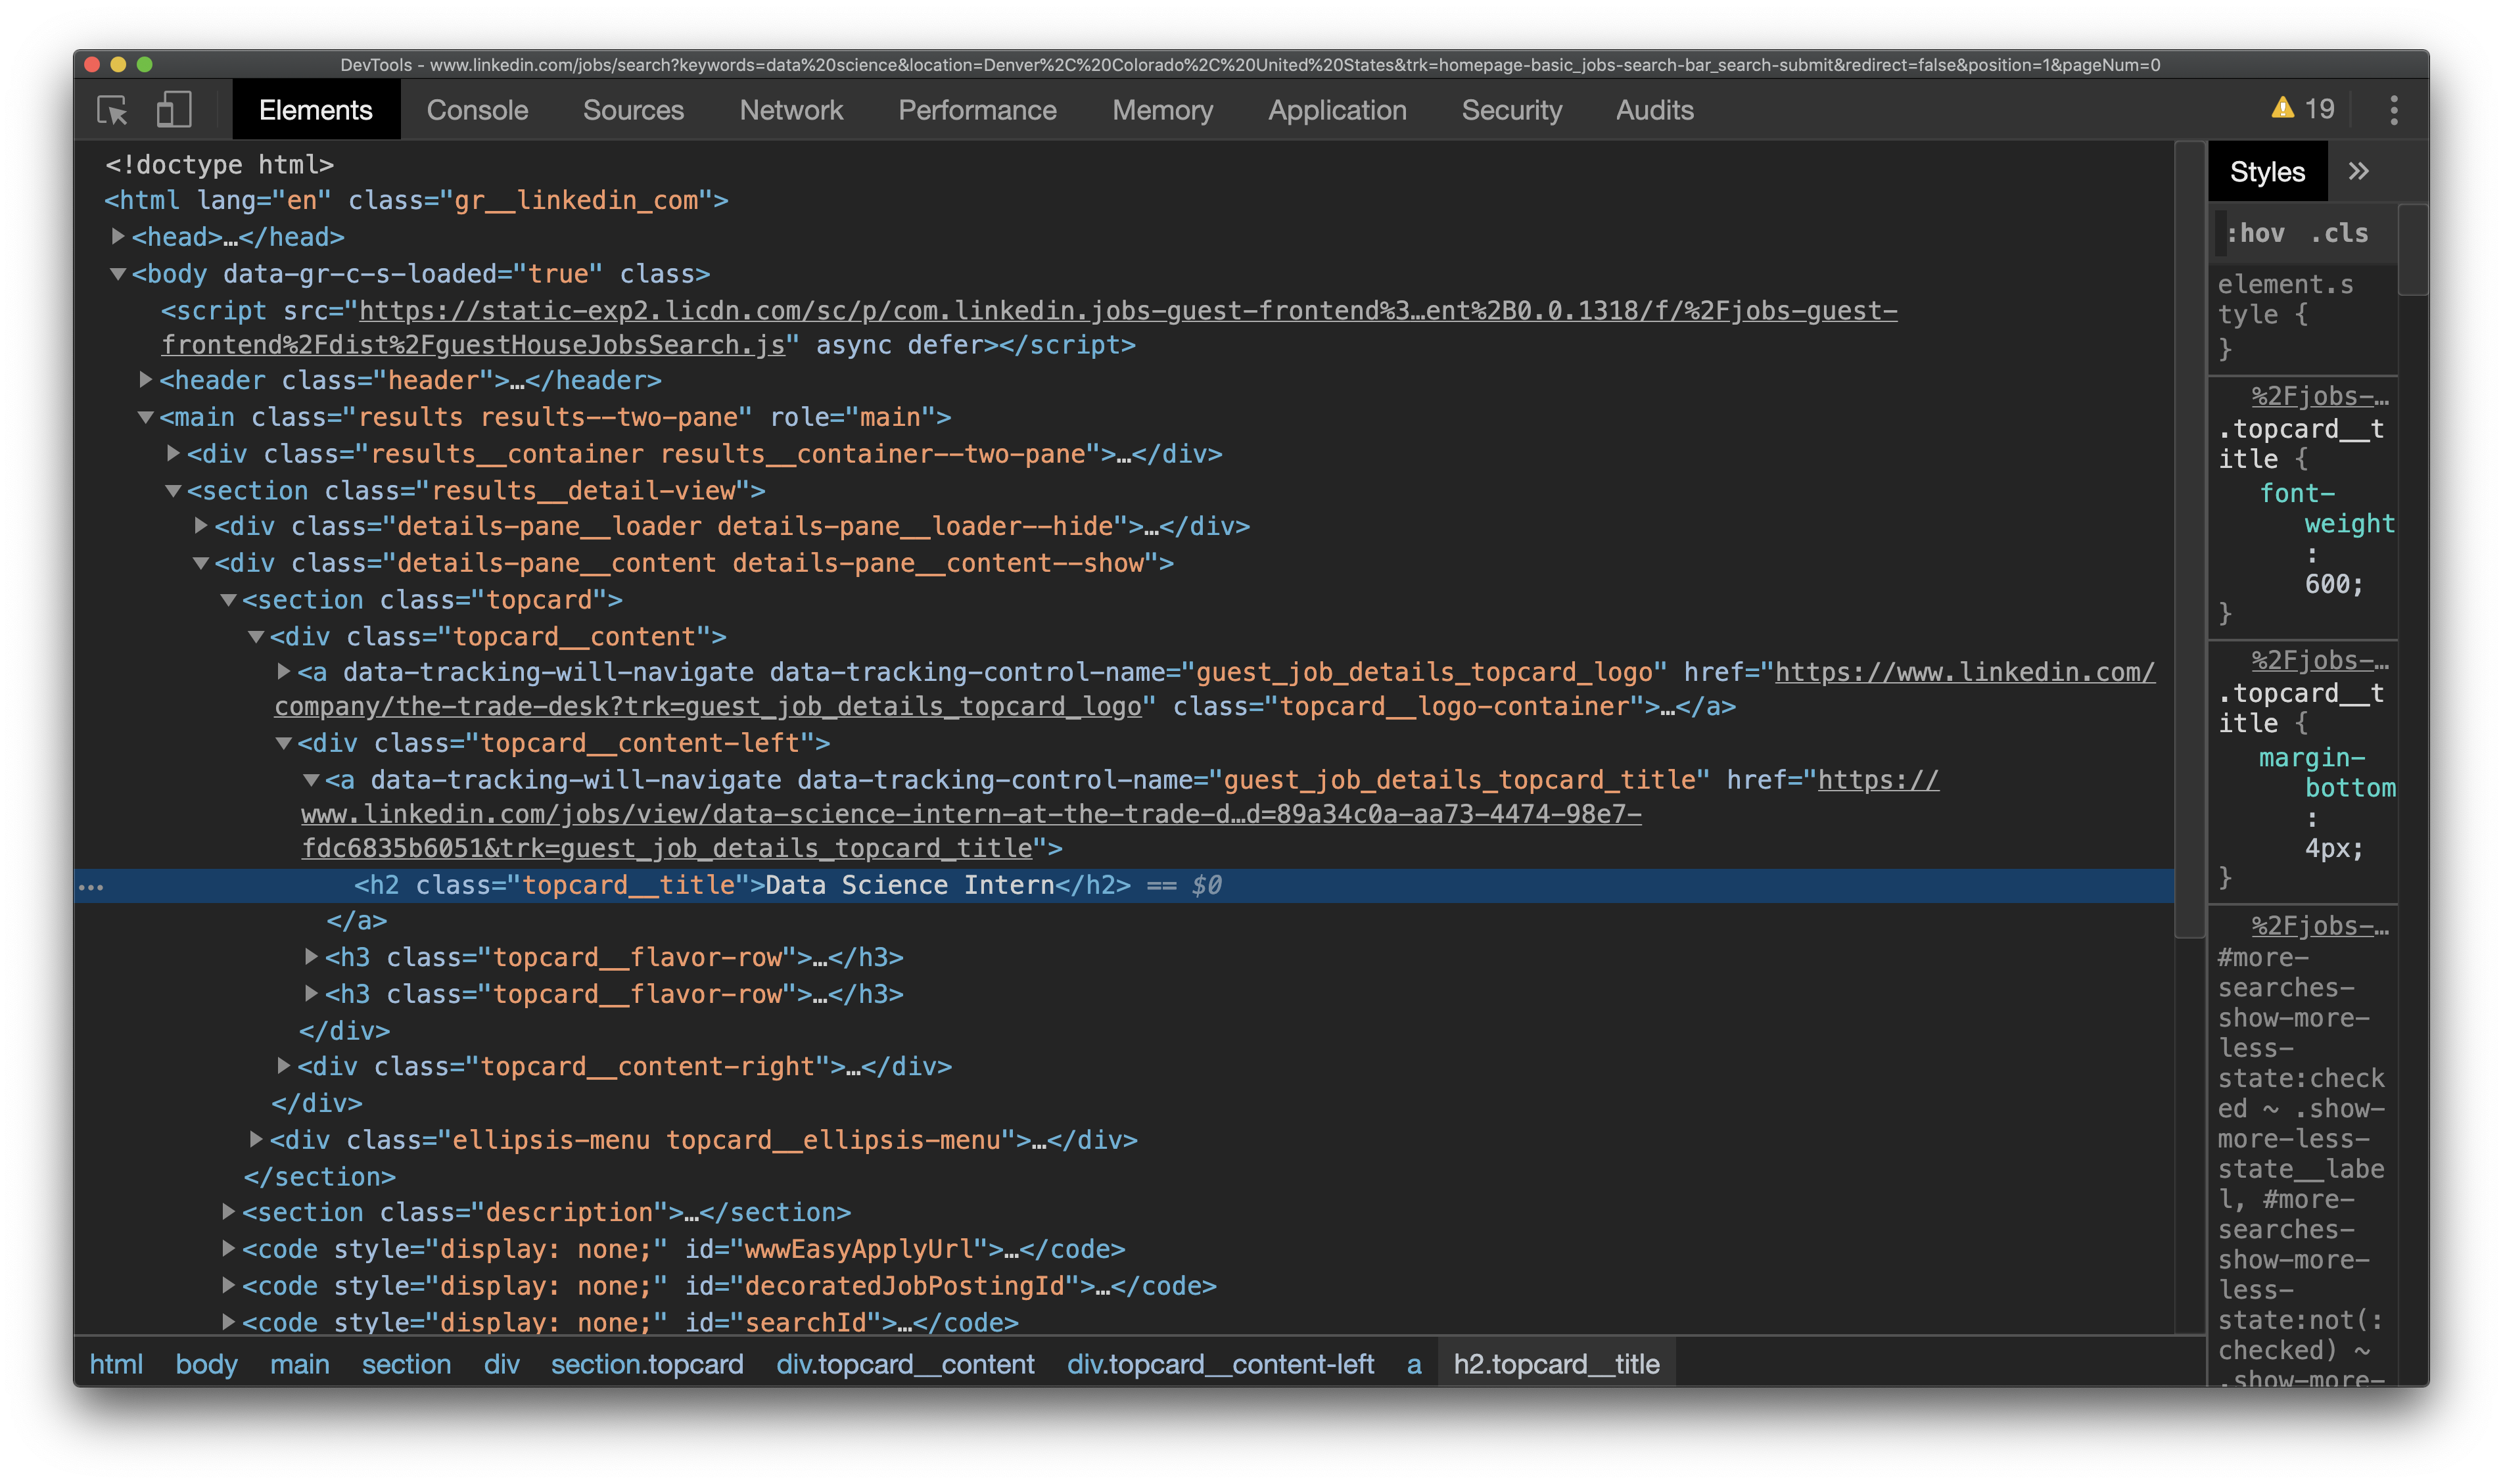 DevTools - www.linkedin.com/jobs/search?keywords=data%20science&location=Denver%2C%20Colorado%2C%20United%20States&trk=homepage-basic_jobs-search-bar_search-submit&redirect=false&position=1&pageNum=0
Elements Console Sources Network Performance Memory Application Security Audits 19
<!doctype html>
<html lang="en" class="gr__linkedin_com">
<head>…</head>
<body data-gr-c-s-loaded="true" class>
<script src="https://static-exp2.licdn.com/sc/p/com.linkedin.jobs-guest-frontend%3…ent%2B0.0.1318/f/%2Fjobs-guest-
frontend%2Fdist%2FguestHouseJobsSearch.js" async defer></script>
<header class="header">…</header>
<main class="results results--two-pane" role="main">
<div class="results__container results__container--two-pane">…</div>
<section class="results__detail-view">
<div class="details-pane__loader details-pane__loader--hide">…</div>
<div class="details-pane__content details-pane__content--show">
<section class="topcard">
<div class="topcard__content">
<a data-tracking-will-navigate data-tracking-control-name="guest_job_details_topcard_logo" href="https://www.linkedin.com/
company/the-trade-desk?trk=guest_job_details_topcard_logo" class="topcard__logo-container">…</a>
<div class="topcard__content-left">
<a data-tracking-will-navigate data-tracking-control-name="guest_job_details_topcard_title" href="https://
www.linkedin.com/jobs/view/data-science-intern-at-the-trade-d…d=89a34c0a-aa73-4474-98e7-
fdc6835b6051&trk=guest_job_details_topcard_title">
<h2 class="topcard__title">Data Science Intern</h2> == $0
</a>
<h3 class="topcard__flavor-row">…</h3>
<h3 class="topcard__flavor-row">…</h3>
</div>
<div class="topcard__content-right">…</div>
</div>
<div class="ellipsis-menu topcard__ellipsis-menu">…</div>
</section>
<section class="description">…</section>
<code style="display: none;" id="wwwEasyApplyUrl">…</code>
<code style="display: none;" id="decoratedJobPostingId">…</code>
<code style="display: none;" id="searchId">…</code>
html body main section div section.topcard div.topcard__content div.topcard__content-left a h2.topcard__title
Styles
:hov .cls
element.s
tyle {
}
%2Fjobs-…
.topcard__t
itle {
font-
weight
:
600;
}
%2Fjobs-…
.topcard__t
itle {
margin-
bottom
:
4px;
}
%2Fjobs-…
#more-
searches-
show-more-
less-
state:check
ed ~ .show-
more-less-
state__labe
l, #more-
searches-
show-more-
less-
state:not(:
checked) ~
.show-more-